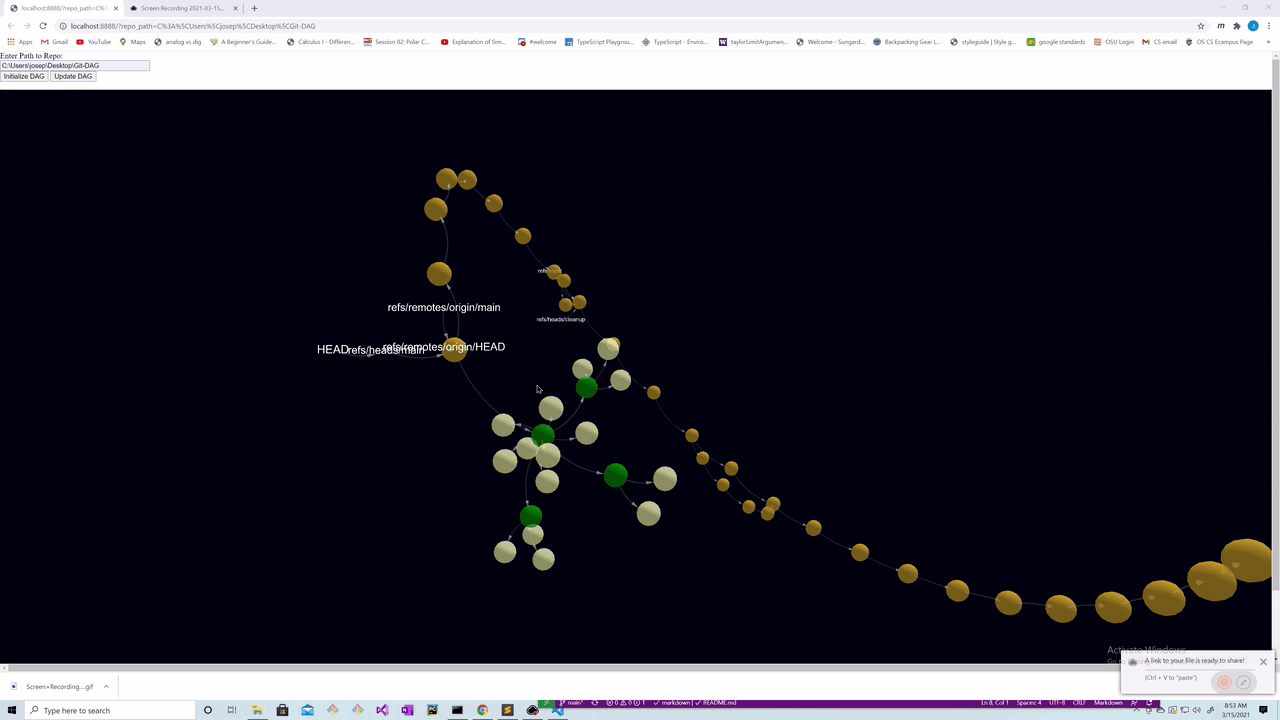 localhost:8888/?repo_path=C%3A%5CUs
Screen Recording 2021-03-15...
localhost:8888/?repo_path=C%3A%5CUsers%5Cjosep%5CDesktop%5CGit-DAG
Apps Gmail YouTube Maps analog vs dig A Beginner's Guide... Calculus I - Differen... Session 82: Polar C... Explanation of Sim... #welcome TypeScript Playgrou... TypeScript - Enviro... taylorLimitArgumen... Welcome - Sungard... Backpacking Gear L... styleguide | Style g... google standards OSU Login CS email OS CS Ecampus Page
Enter Path to Repo:
C:\Users\josep\Desktop\Git-DAG
Initialize DAG Update DAG
refs/remotes/origin/main
refs/heads/cleanup
HEAD refs/heads/main refs/remotes/origin/HEAD
Activate Windows
A link to your file is ready to share!
(Ctrl + V to "paste")
Screen+Recording....gif
main* 0 0 1 markdown README.md Ln 8, Col 1 Spaces: 4 UTF-8 CRLF Markdown
Type here to search
8:53 AM
3/15/2021